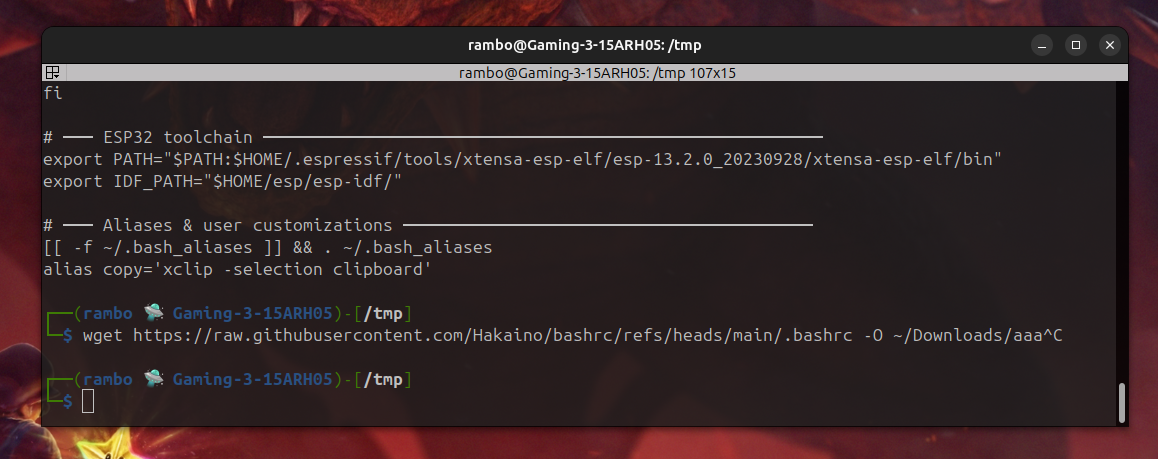 rambo@Gaming-3-15ARH05: /tmp
rambo@Gaming-3-15ARH05: /tmp 107x15
fi
# ─── ESP32 toolchain ────────────────────────────────────────────────────────
export PATH="$PATH:$HOME/.espressif/tools/xtensa-esp-elf/esp-13.2.0_20230928/xtensa-esp-elf/bin"
export IDF_PATH="$HOME/esp/esp-idf/"
# ─── Aliases & user customizations ─────────────────────────────────────────
[[ -f ~/.bash_aliases ]] && . ~/.bash_aliases
alias copy='xclip -selection clipboard'
┌──(rambo 🛸 Gaming-3-15ARH05)-[/tmp]
└─$ wget https://raw.githubusercontent.com/Hakaino/bashrc/refs/heads/main/.bashrc -O ~/Downloads/aaa^C
┌──(rambo 🛸 Gaming-3-15ARH05)-[/tmp]
└─$